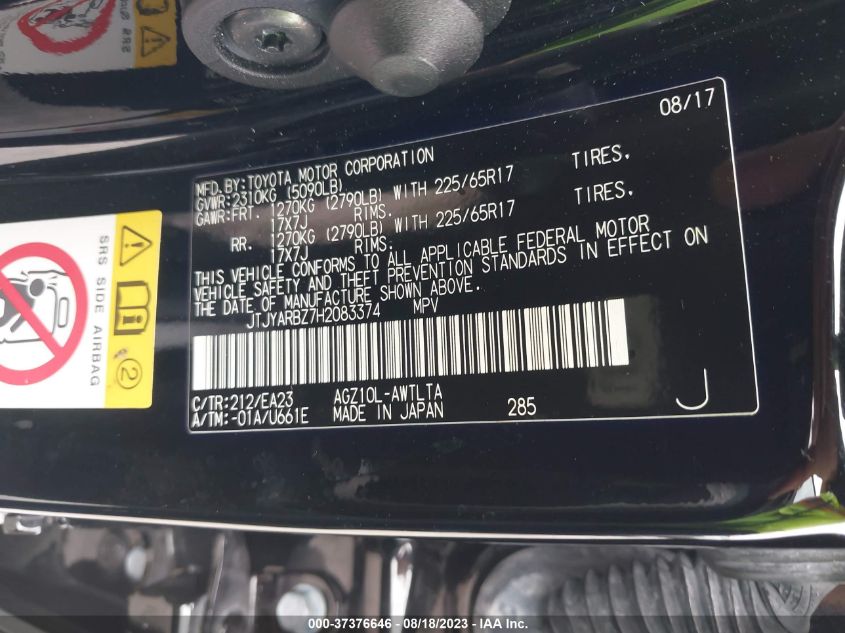 08/17
MFD.BY:TOYOTA MOTOR CORPORATION
GVWR:2310KG (5090LB)
GAWR:FRT. 1270KG (2790LB) WITH 225/65R17 TIRES,
17X7J RIMS.
RR. 1270KG (2790LB) WITH 225/65R17 TIRES,
17X7J RIMS.
THIS VEHICLE CONFORMS TO ALL APPLICABLE FEDERAL MOTOR
VEHICLE SAFETY AND THEFT PREVENTION STANDARDS IN EFFECT ON
THE DATE OF MANUFACTURE SHOWN ABOVE.
JTJYARBZ7H2083374 MPV
C/TR:212/EA23 AGZ10L-AWTLTA
A/TM:-01A/U661E MADE IN JAPAN 285 J
SRS SIDE AIRBAG
2
000-37376646 - 08/18/2023 - IAA Inc.